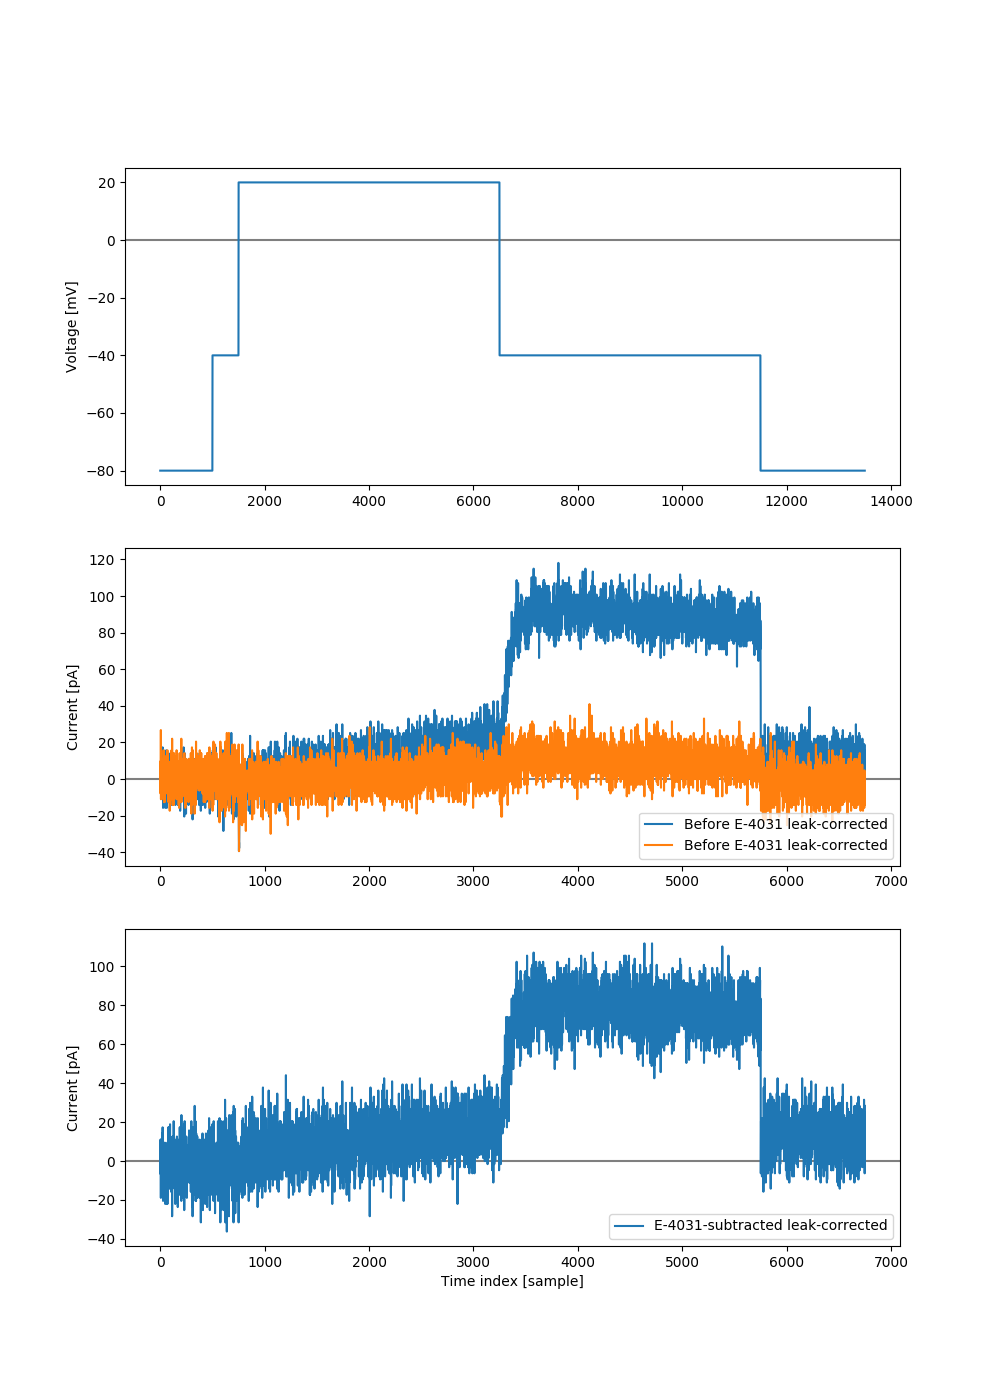 20
0
−20
−40
−60
−80
Voltage [mV]
0 2000 4000 6000 8000 10000 12000 14000
120
100
80
60
40
20
0
−20
−40
Current [pA]
Before E-4031 leak-corrected
Before E-4031 leak-corrected
0 1000 2000 3000 4000 5000 6000 7000
100
80
60
40
20
0
−20
−40
Current [pA]
E-4031-subtracted leak-corrected
0 1000 2000 3000 4000 5000 6000 7000
Time index [sample]